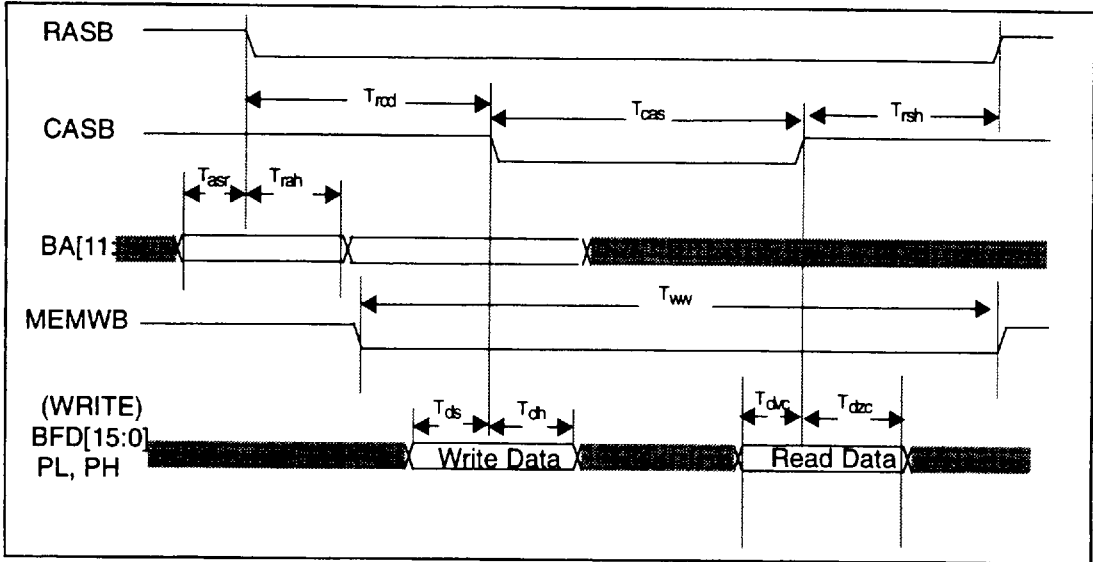 RASB
Trcd
Tcas
Trsh
CASB
Tasr
Trah
BA[11:
Tww
MEMWB
(WRITE)
BFD[15:0]
PL, PH
Tds
Tdh
Tdvc
Tdzc
Write Data
Read Data